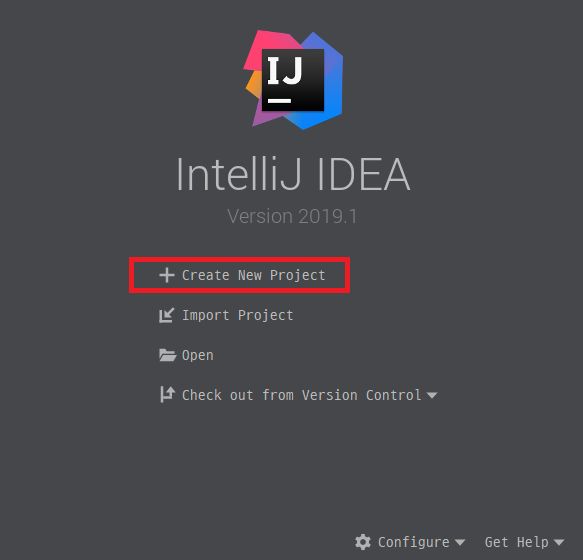 IJ
IntelliJ IDEA
Version 2019.1
Create New Project
Import Project
Open
Check out from Version Control
Configure Get Help